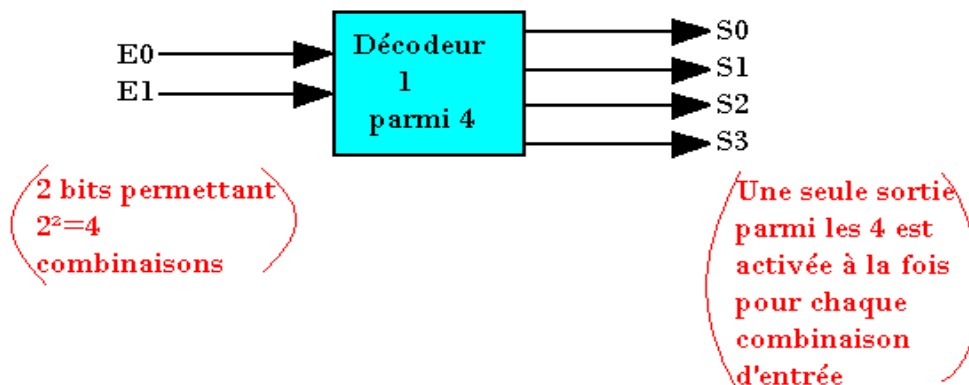 E0
E1
Décodeur
1
parmi 4
S0
S1
S2
S3
2 bits permettant
2²=4
combinaisons
Une seule sortie
parmi les 4 est
activée à la fois
pour chaque
combinaison
d'entrée